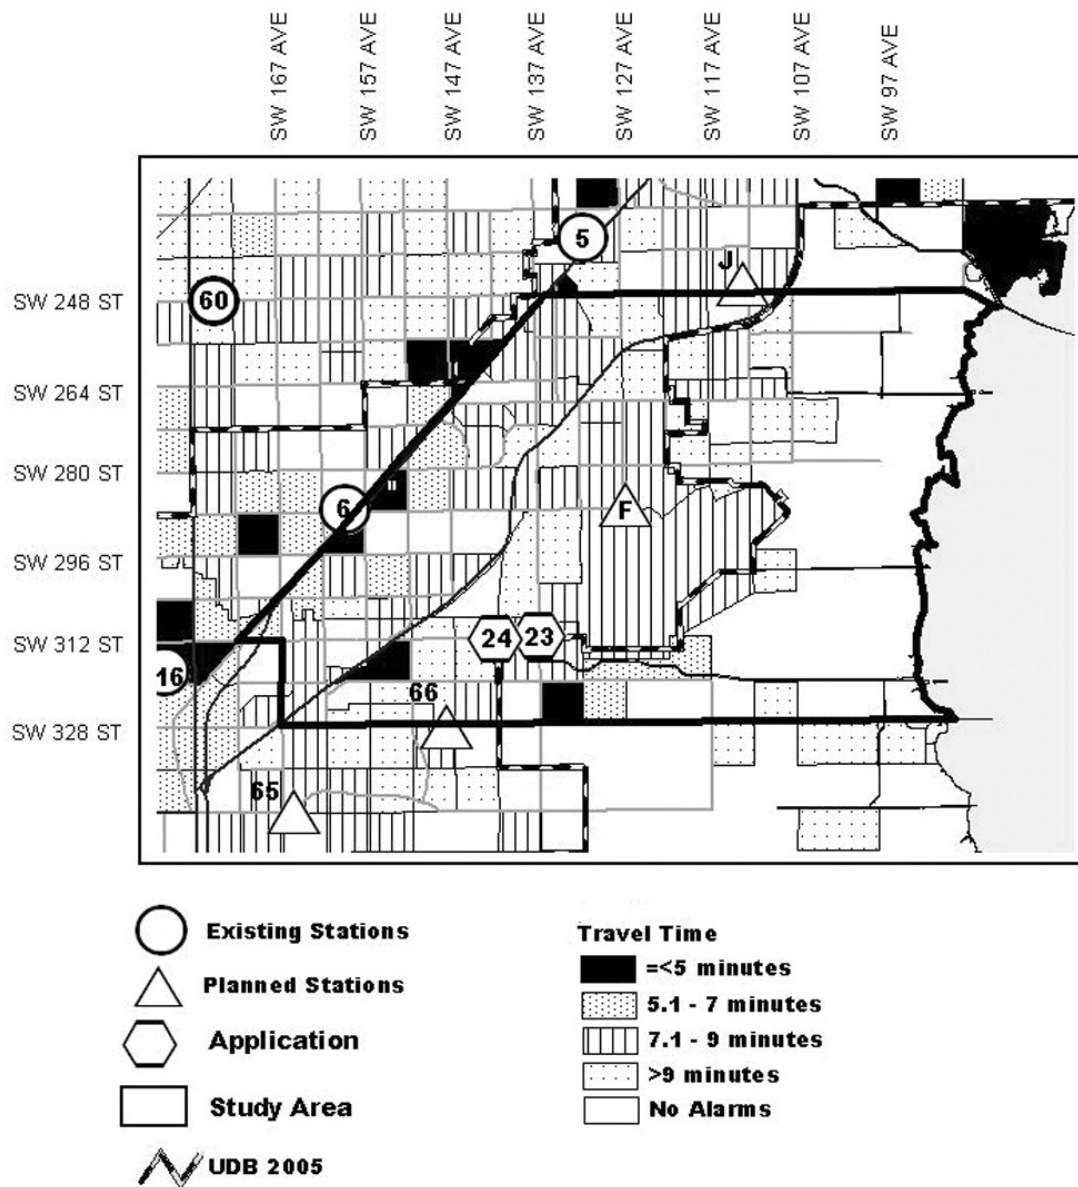 SW 167 AVE
SW 157 AVE
SW 147 AVE
SW 137 AVE
SW 127 AVE
SW 117 AVE
SW 107 AVE
SW 97 AVE
5
J
60
SW 248 ST
SW 264 ST
SW 280 ST
6
F
SW 296 ST
SW 312 ST
24
23
16
66
SW 328 ST
65
Existing Stations
Planned Stations
Application
Study Area
UDB 2005
Travel Time
=<5 minutes
5.1 - 7 minutes
7.1 - 9 minutes
>9 minutes
No Alarms